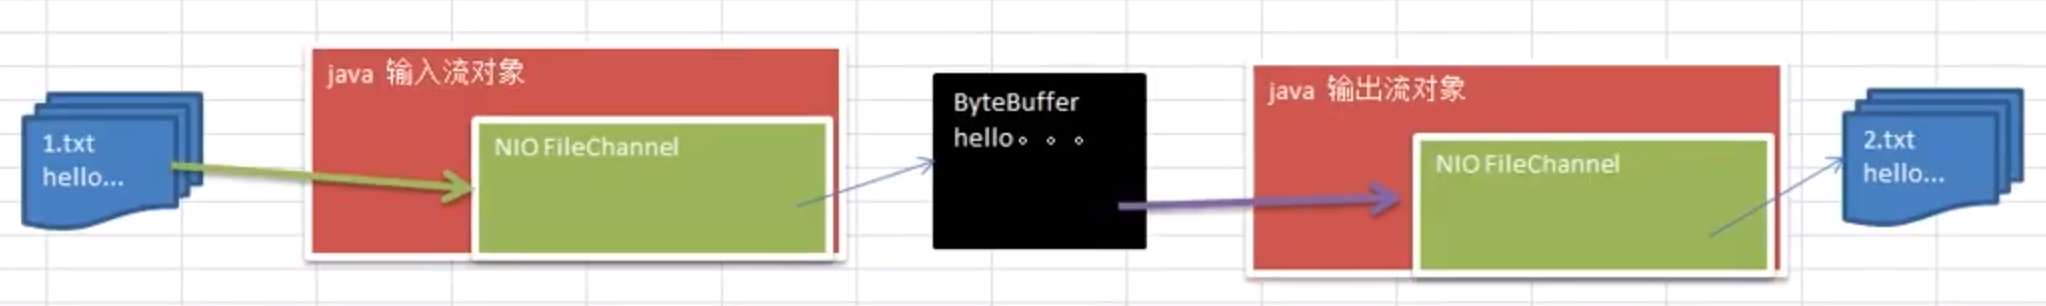 1.txt
hello...
java 输入流对象
NIO FileChannel
ByteBuffer
hello。。。
java 输出流对象
NIO FileChannel
2.txt
hello...